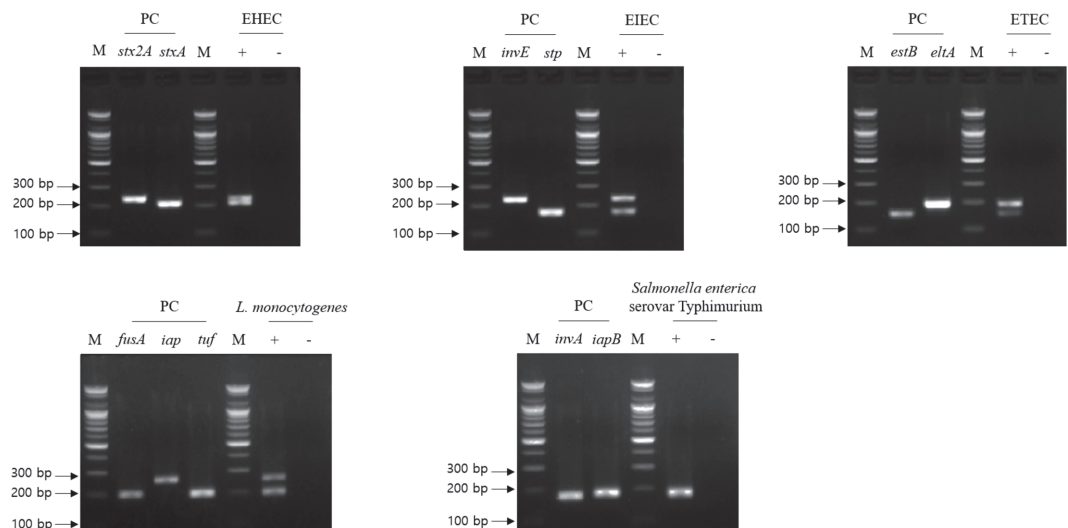 PC EHEC
M stx2A stxA M + -
300 bp
200 bp
100 bp
PC EIEC
M invE stp M + -
300 bp
200 bp
100 bp
PC ETEC
M estB eltA M + -
300 bp
200 bp
100 bp
PC L. monocytogenes
M fusA iap tuf M + -
300 bp
200 bp
100 bp
Salmonella enterica
PC serovar Typhimurium
M invA iapB M + -
300 bp
200 bp
100 bp